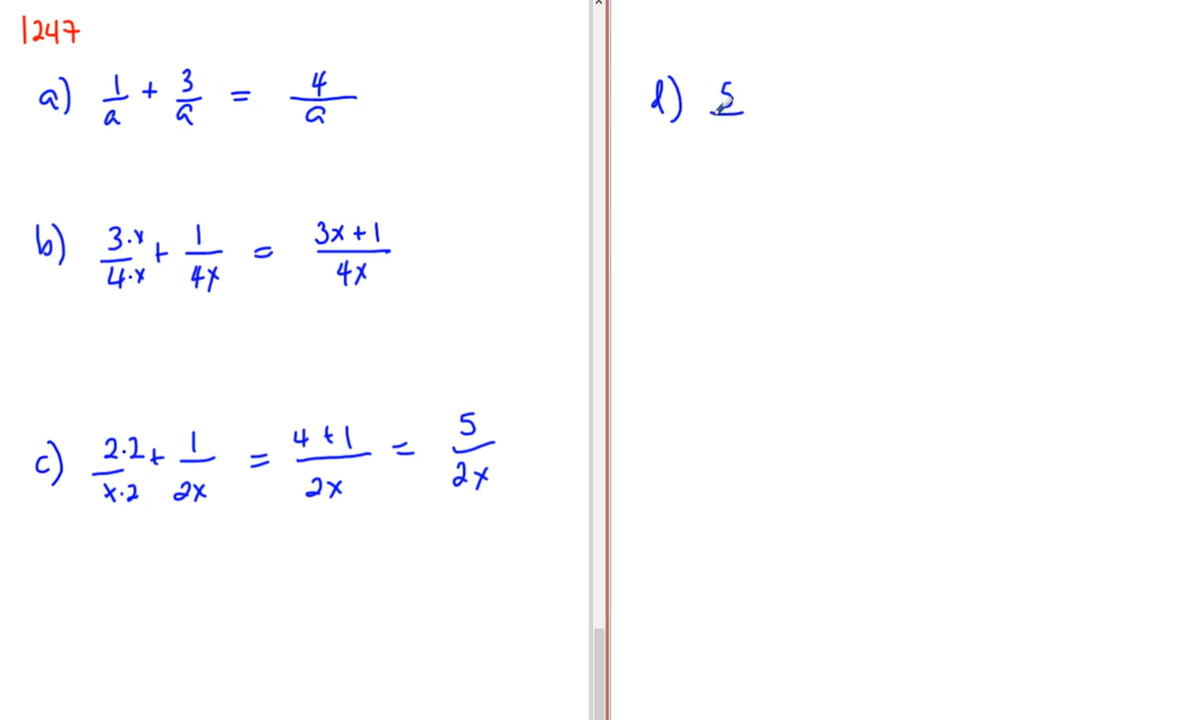 1247
a) 1/a + 3/a = 4/a
b) 3·x/4·x + 1/4x = 3x+1/4x
c) 2·2/x·2 + 1/2x = 4+1/2x = 5/2x
d) 5